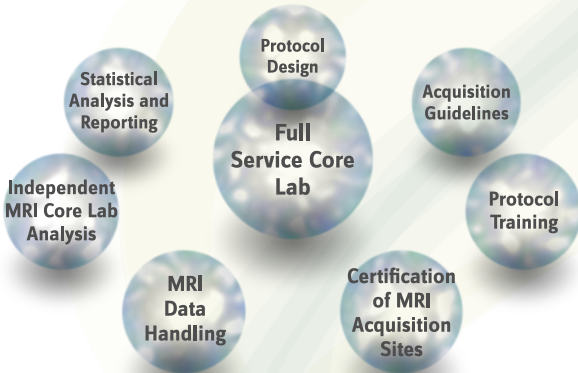 Protocol
Design
Full
Service Core
Lab
Acquisition
Guidelines
Protocol
Training
Certification
of MRI
Acquisition
Sites
MRI
Data
Handling
Independent
MRI Core Lab
Analysis
Statistical
Analysis and
Reporting